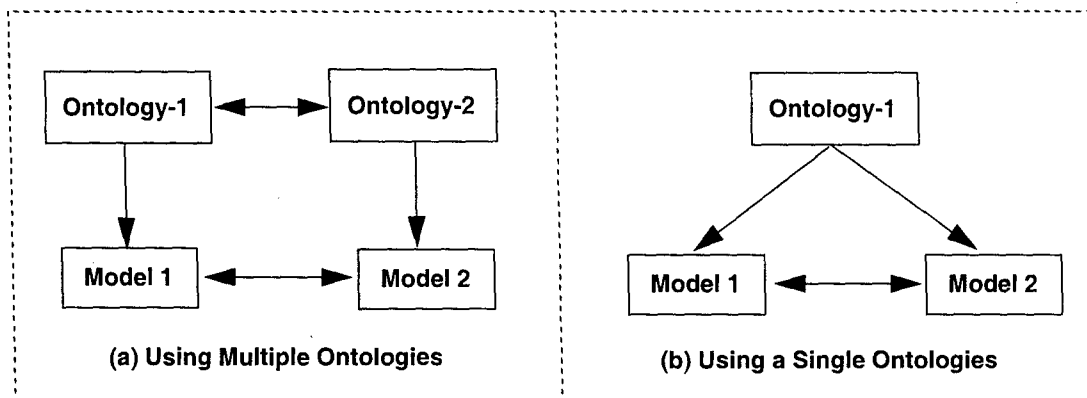 Ontology-1
Ontology-2
Model 1
Model 2
(a) Using Multiple Ontologies
Ontology-1
Model 1
Model 2
(b) Using a Single Ontologies